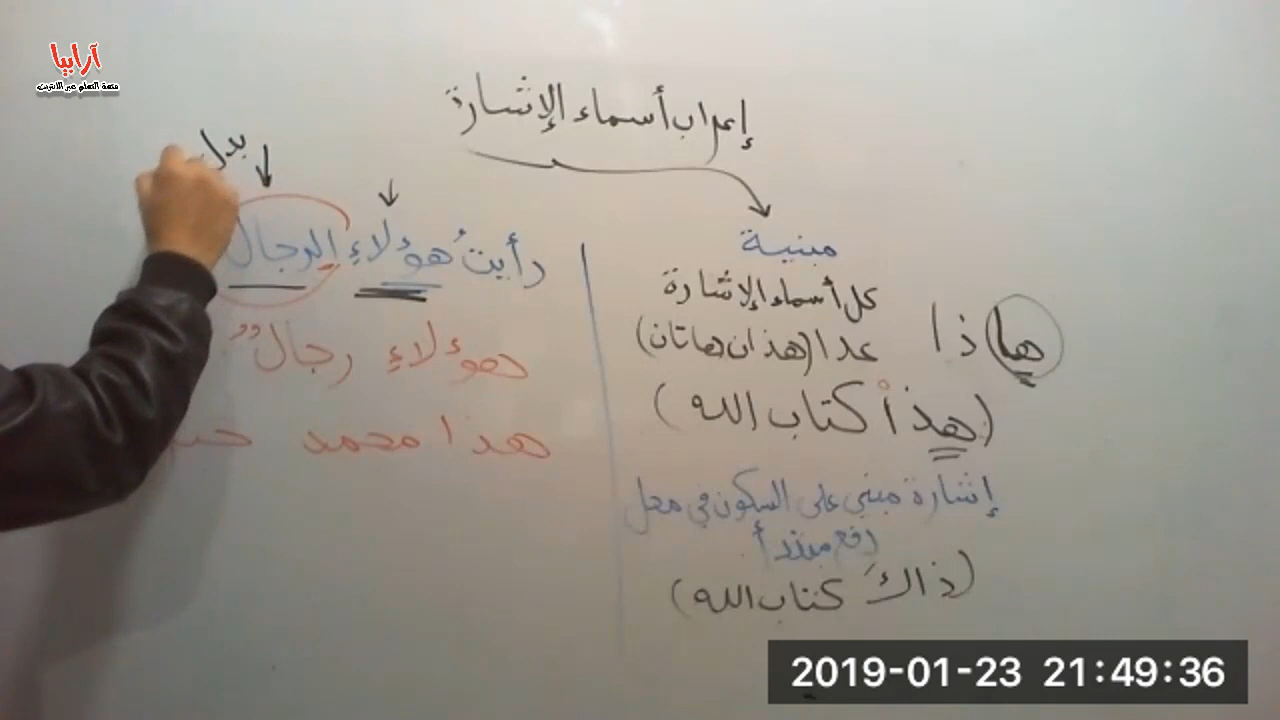 آرابيا
منصة التعلم عبر الانترنت
إعراب أسماء الإشارة
مبنية
كل أسماء الإشارة
عدا (هذان هاتان)
ها ذا
(هذاْ كتاب الله)
إشارة مبني على السكون في محل
رفع مبتدأ
(ذاكَ كتاب الله)
بدل
رأيتُ هؤلاءِ الرجال
هؤلاءِ رجالٌ
هذا محمد
2019-01-23 21:49:36